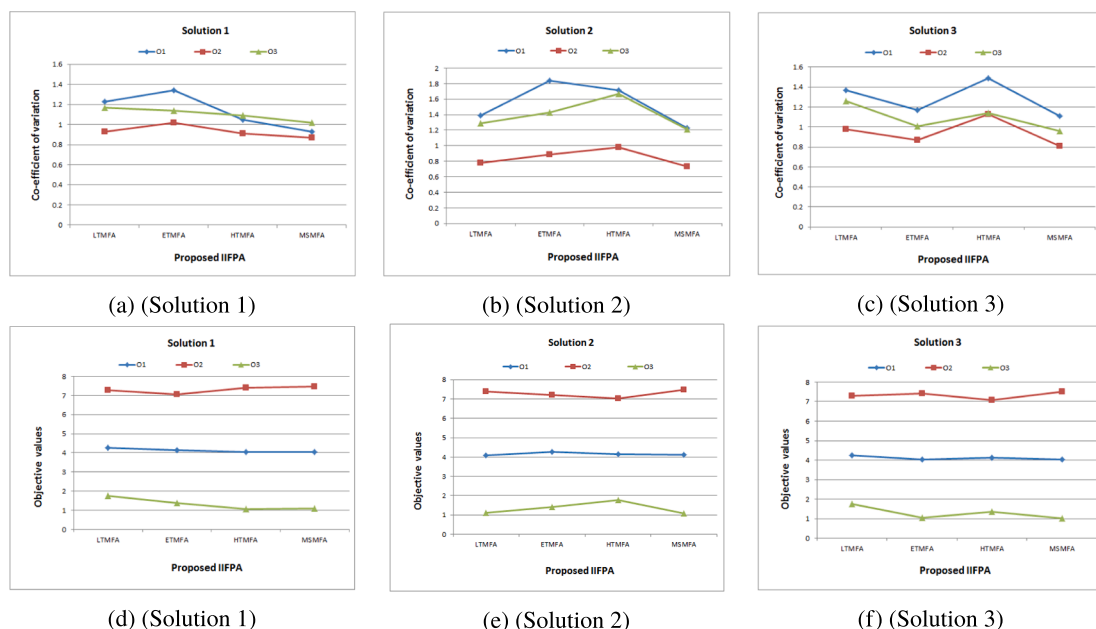 Solution 1
O1 O2 O3
Co-efficient of variation
1.6
1.4
1.2
1
0.8
0.6
0.4
0.2
0
LTMFA ETMFA HTMFA MSMFA
Proposed IIFPA
(a) (Solution 1)
Solution 2
O1 O2 O3
Co-efficient of variation
2
1.8
1.6
1.4
1.2
1
0.8
0.6
0.4
0.2
0
LTMFA ETMFA HTMFA MSMFA
Proposed IIFPA
(b) (Solution 2)
Solution 3
O1 O2 O3
Co-efficient of variation
1.6
1.4
1.2
1
0.8
0.6
0.4
0.2
0
LTMFA ETMFA HTMFA MSMFA
Proposed IIFPA
(c) (Solution 3)
Solution 1
O1 O2 O3
Objective values
8
7
6
5
4
3
2
1
0
LTMFA ETMFA HTMFA MSMFA
Proposed IIFPA
(d) (Solution 1)
Solution 2
O1 O2 O3
Objective values
8
7
6
5
4
3
2
1
0
LTMFA ETMFA HTMFA MSMFA
Proposed IIFPA
(e) (Solution 2)
Solution 3
O1 O2 O3
Objective values
8
7
6
5
4
3
2
1
0
LTMFA ETMFA HTMFA MSMFA
Proposed IIFPA
(f) (Solution 3)